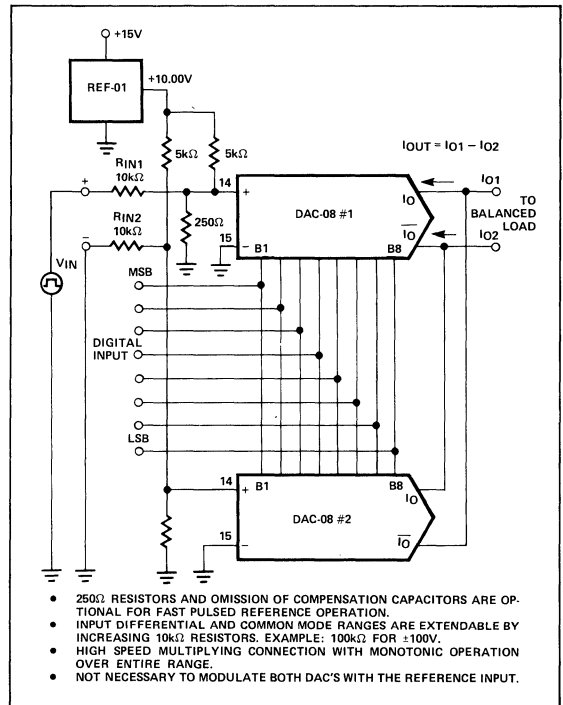 +15V
REF-01
+10.00V
5kΩ
5kΩ
IOUT = IO1 − IO2
RIN1
10kΩ
+
14
+
IO
IO1
DAC-08 #1
TO
BALANCED
LOAD
RIN2
10kΩ
250Ω
−
15
−
B1
B8
I̅O̅
IO2
VIN
MSB
DIGITAL
INPUT
LSB
14
+
B1
B8
IO
DAC-08 #2
15
−
I̅O̅
• 250Ω RESISTORS AND OMISSION OF COMPENSATION CAPACITORS ARE OP-
TIONAL FOR FAST PULSED REFERENCE OPERATION.
• INPUT DIFFERENTIAL AND COMMON MODE RANGES ARE EXTENDABLE BY
INCREASING 10kΩ RESISTORS. EXAMPLE: 100kΩ FOR ±100V.
• HIGH SPEED MULTIPLYING CONNECTION WITH MONOTONIC OPERATION
OVER ENTIRE RANGE.
• NOT NECESSARY TO MODULATE BOTH DAC'S WITH THE REFERENCE INPUT.